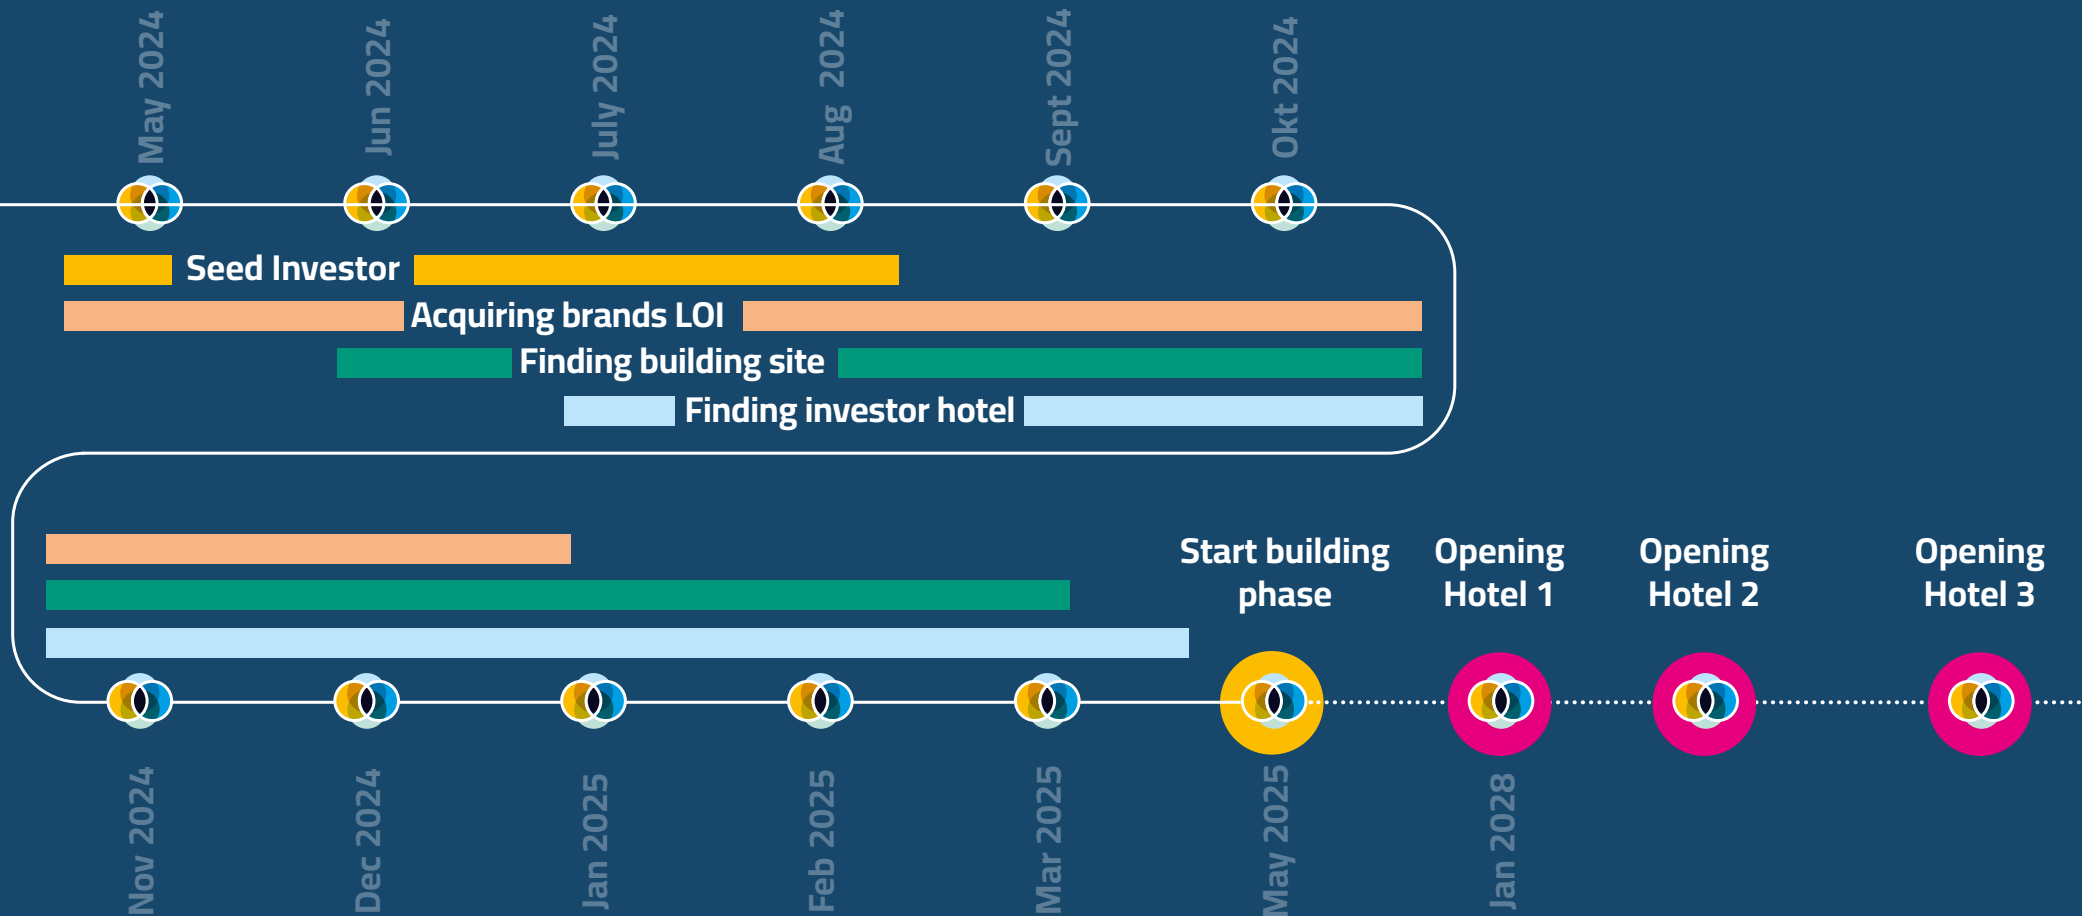 May 2024
Jun 2024
July 2024
Aug 2024
Sept 2024
Okt 2024
Seed Investor
Acquiring brands LOI
Finding building site
Finding investor hotel
Start building
phase
Opening
Hotel 1
Opening
Hotel 2
Opening
Hotel 3
Nov 2024
Dec 2024
Jan 2025
Feb 2025
Mar 2025
May 2025
Jan 2028